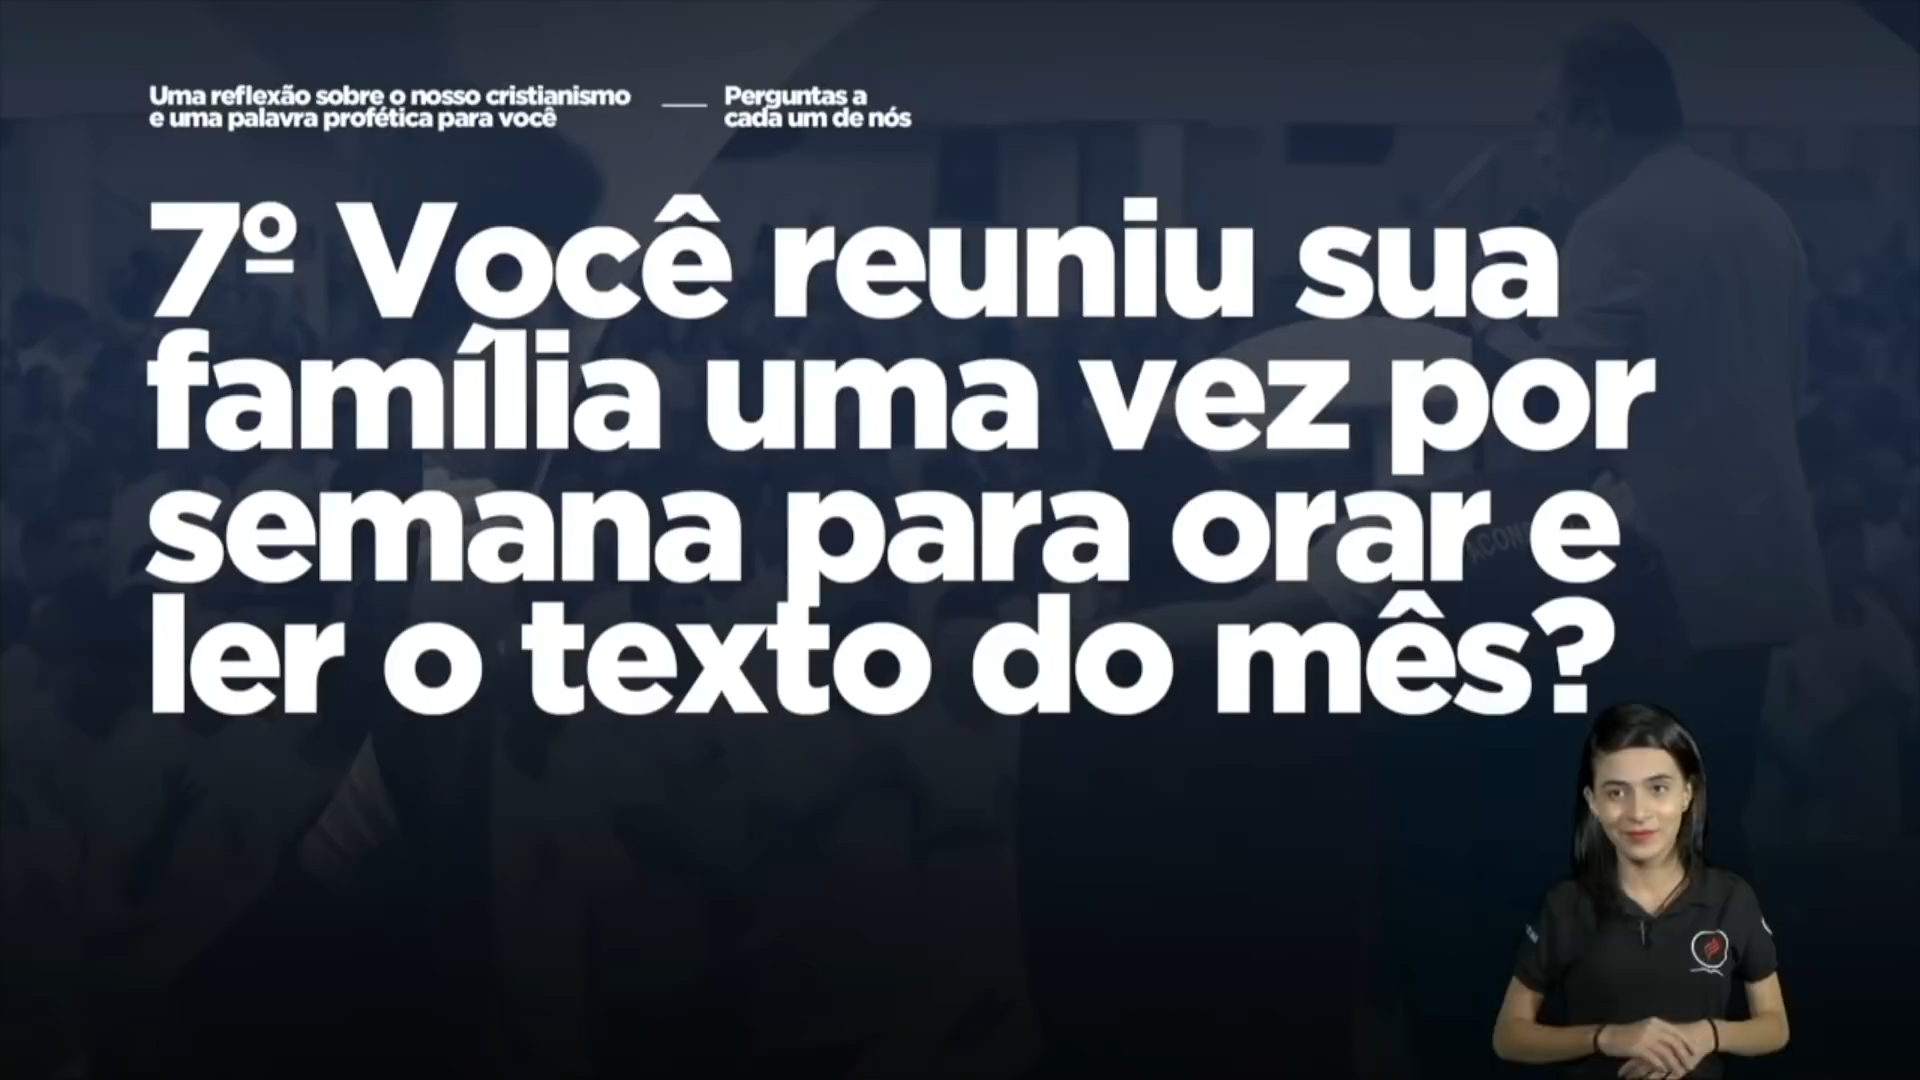 Uma reflexão sobre o nosso cristianismo
e uma palavra profética para você
Perguntas a
cada um de nós
7º Você reuniu sua
família uma vez por
semana para orar e
ler o texto do mês?